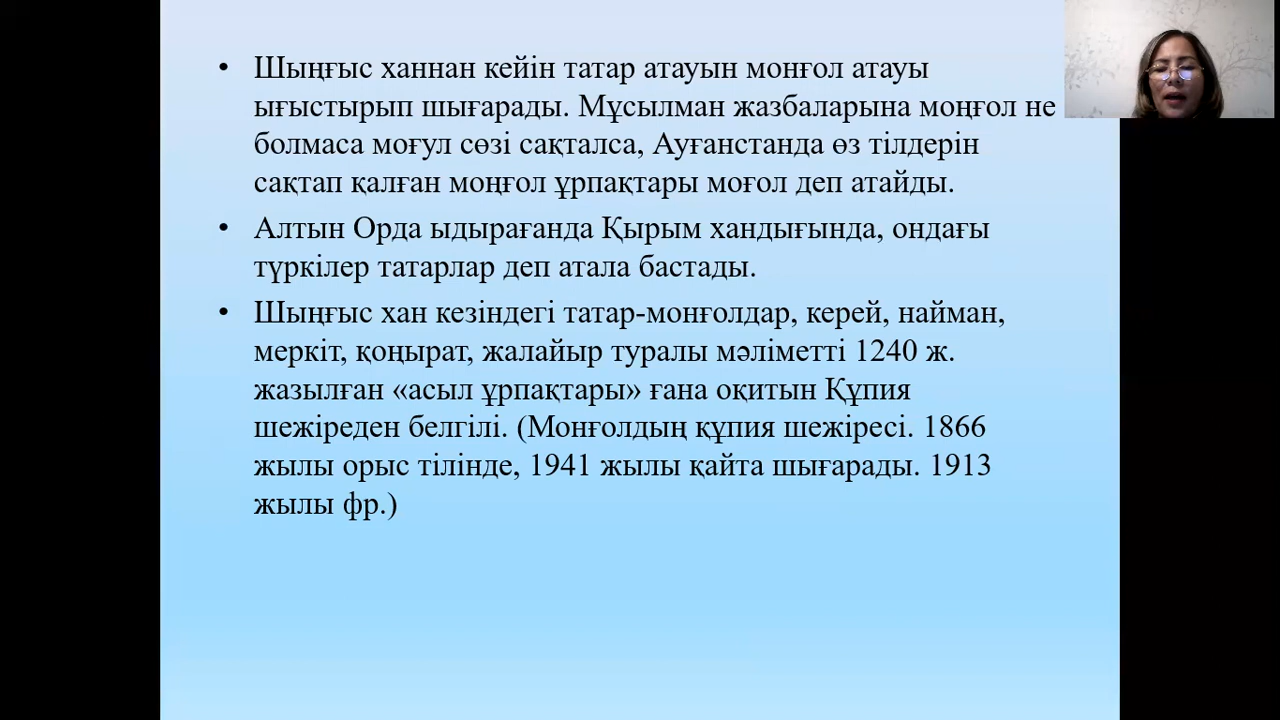 • Шыңғыс ханнан кейін татар атауын монғол атауы
ығыстырып шығарады. Мұсылман жазбаларына моңғол не
болмаса моғул сөзі сақталса, Ауғанстанда өз тілдерін
сақтап қалған моңғол ұрпақтары моғол деп атайды.
• Алтын Орда ыдырағанда Қырым хандығында, ондағы
түркілер татарлар деп атала бастады.
• Шыңғыс хан кезіндегі татар-монғолдар, керей, найман,
меркіт, қоңырат, жалайыр туралы мәліметті 1240 ж.
жазылған «асыл ұрпақтары» ғана оқитын Құпия
шежіреден белгілі. (Монғолдың құпия шежіресі. 1866
жылы орыс тілінде, 1941 жылы қайта шығарады. 1913
жылы фр.)